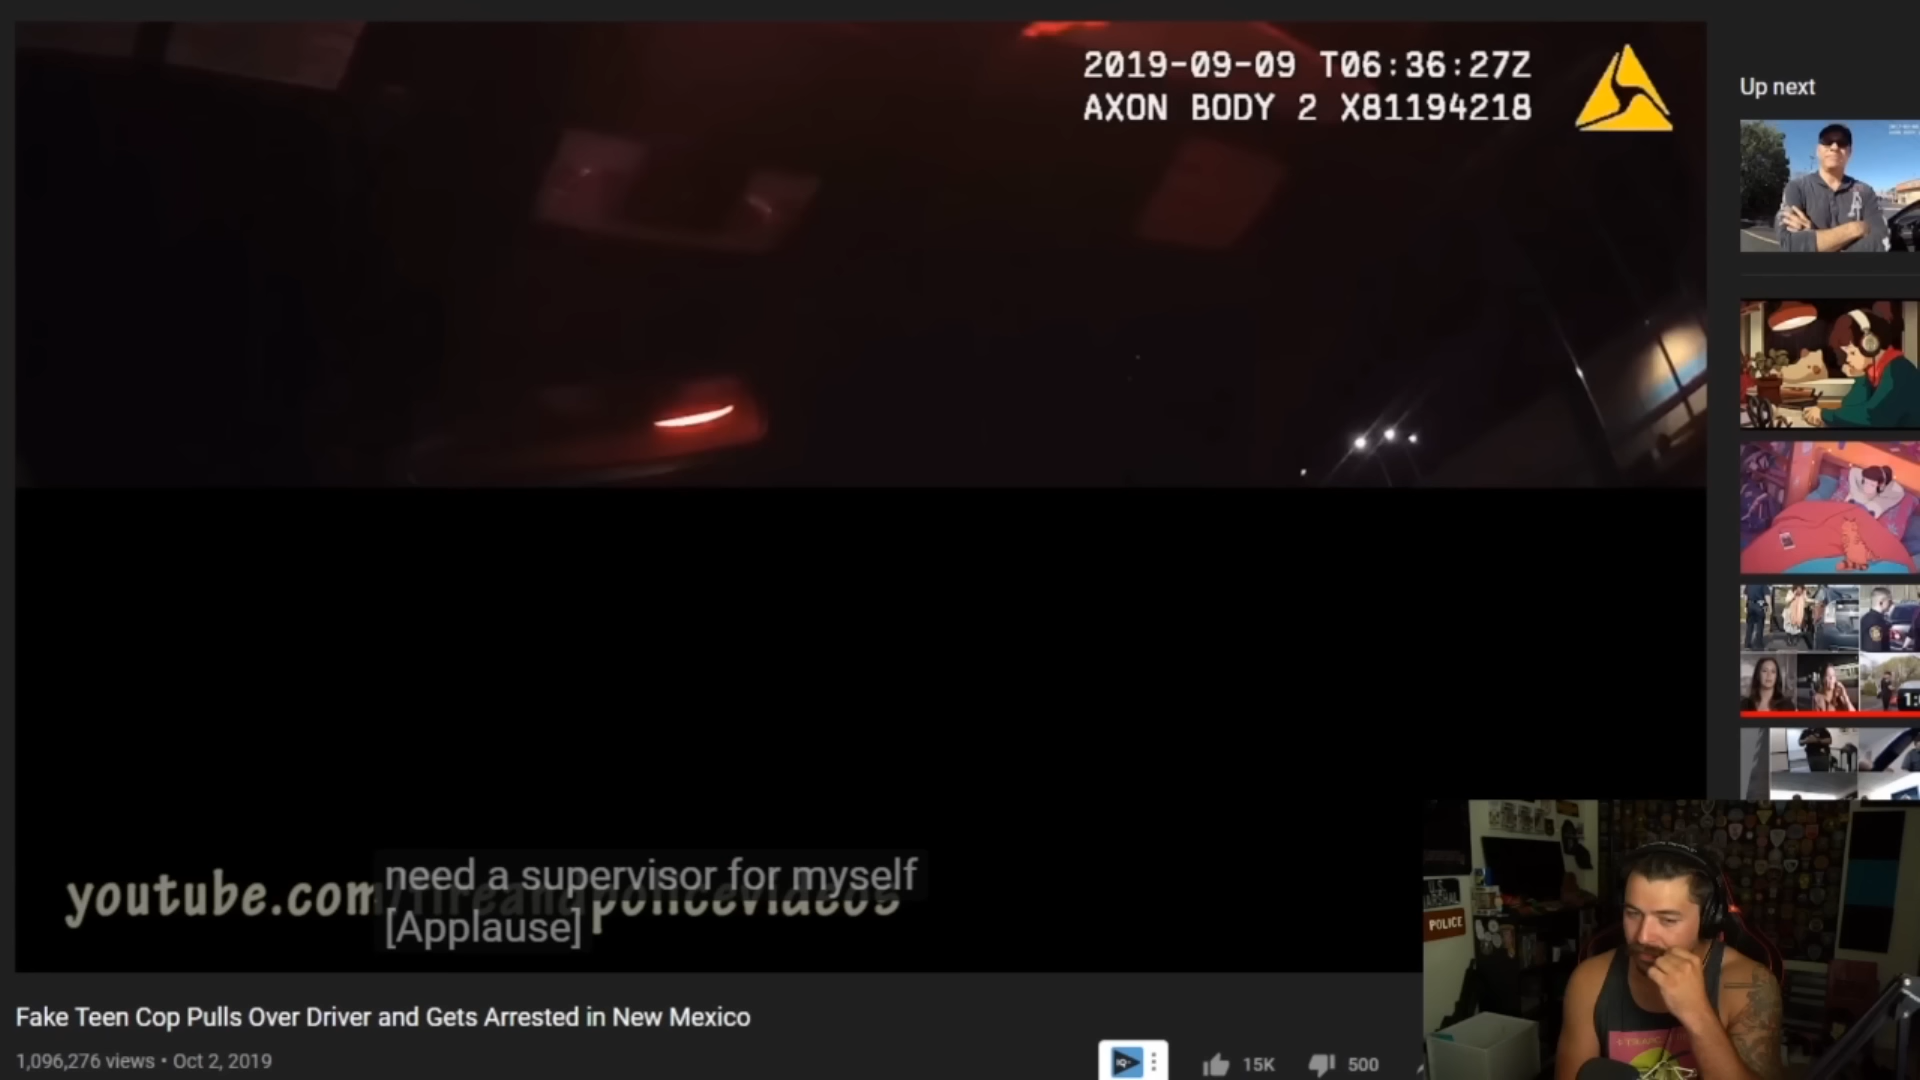 2019-09-09 T06:36:27Z
AXON BODY 2 X81194218
Up next
need a supervisor for myself
youtube.com/fireandpolicevideos
[Applause]
POLICE
Fake Teen Cop Pulls Over Driver and Gets Arrested in New Mexico
1,096,276 views • Oct 2, 2019
15K
500